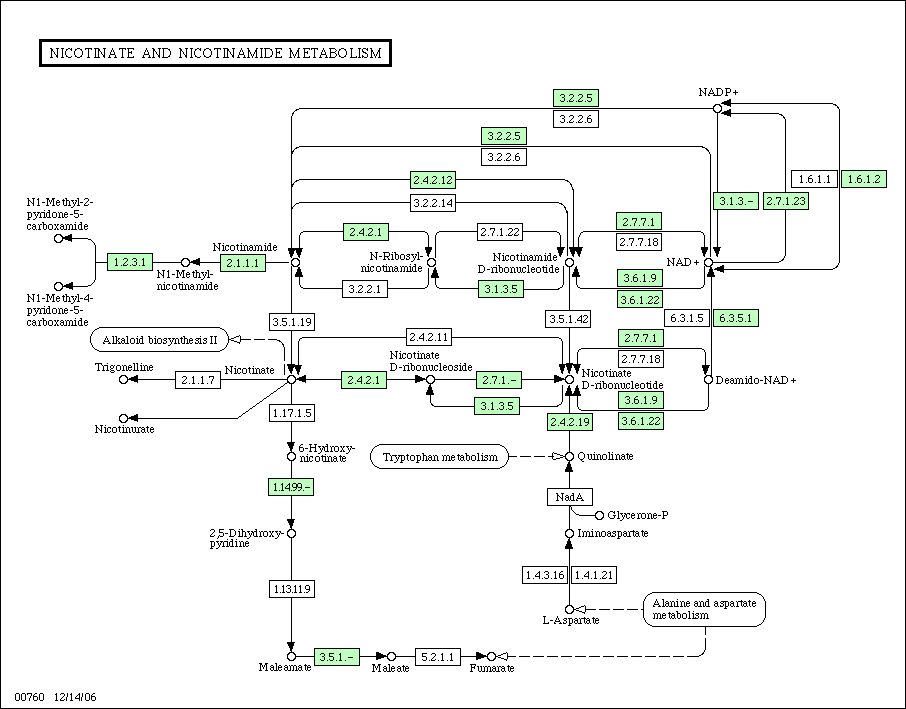 NICOTINATE AND NICOTINAMIDE METABOLISM
NADP+
3.2.2.5
3.2.2.6
3.2.2.5
3.2.2.6
2.4.2.12
3.2.2.14
1.6.1.1
1.6.1.2
3.1.3.-
2.7.1.23
N1-Methyl-2-
pyridone-5-
carboxamide
2.4.2.1
2.7.1.22
2.7.7.1
2.7.7.18
1.2.3.1
N1-Methyl-
nicotinamide
Nicotinamide
2.1.1.1
N-Ribosyl-
nicotinamide
Nicotinamide
D-ribonucleotide
NAD+
3.2.2.1
3.1.3.5
3.6.1.9
3.6.1.22
N1-Methyl-4-
pyridone-5-
carboxamide
3.5.1.19
3.5.1.42
6.3.1.5
6.3.5.1
Alkaloid biosynthesis II
2.4.2.11
2.7.7.1
2.7.7.18
Trigonelline
2.1.1.7
Nicotinate
2.4.2.1
Nicotinate
D-ribonucleoside
2.7.1.-
Nicotinate
D-ribonucleotide
Deamido-NAD+
3.1.3.5
3.6.1.9
3.6.1.22
Nicotinurate
1.17.1.5
2.4.2.19
6-Hydroxy-
nicotinate
Tryptophan metabolism
Quinolinate
1.14.99.-
NadA
Glycerone-P
2,5-Dihydroxy-
pyridine
Iminoaspartate
1.13.11.9
1.4.3.16
1.4.1.21
L-Aspartate
Alanine and aspartate
metabolism
Maleamate
3.5.1.-
Maleate
5.2.1.1
Fumarate
00760 12/14/06